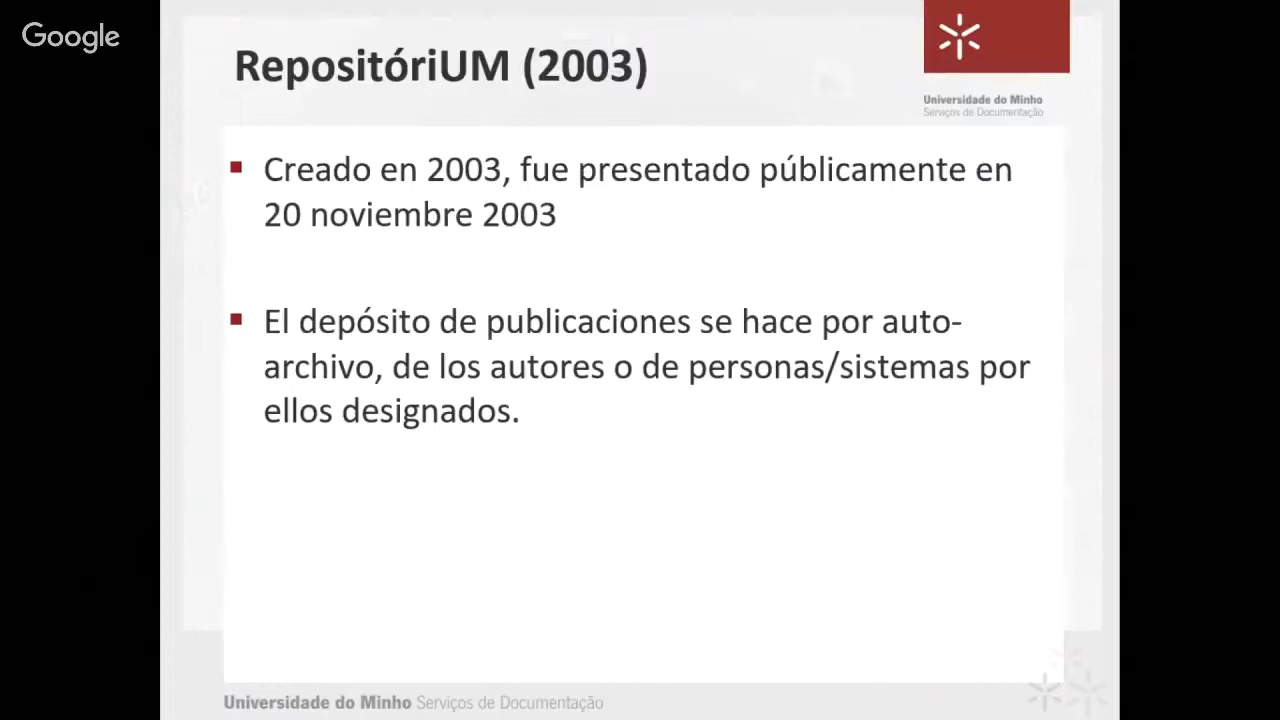 Google
RepositóriUM (2003)
Universidade do Minho
Serviços de Documentação
Creado en 2003, fue presentado públicamente en
20 noviembre 2003
El depósito de publicaciones se hace por auto-
archivo, de los autores o de personas/sistemas por
ellos designados.
Universidade do Minho Serviços de Documentação